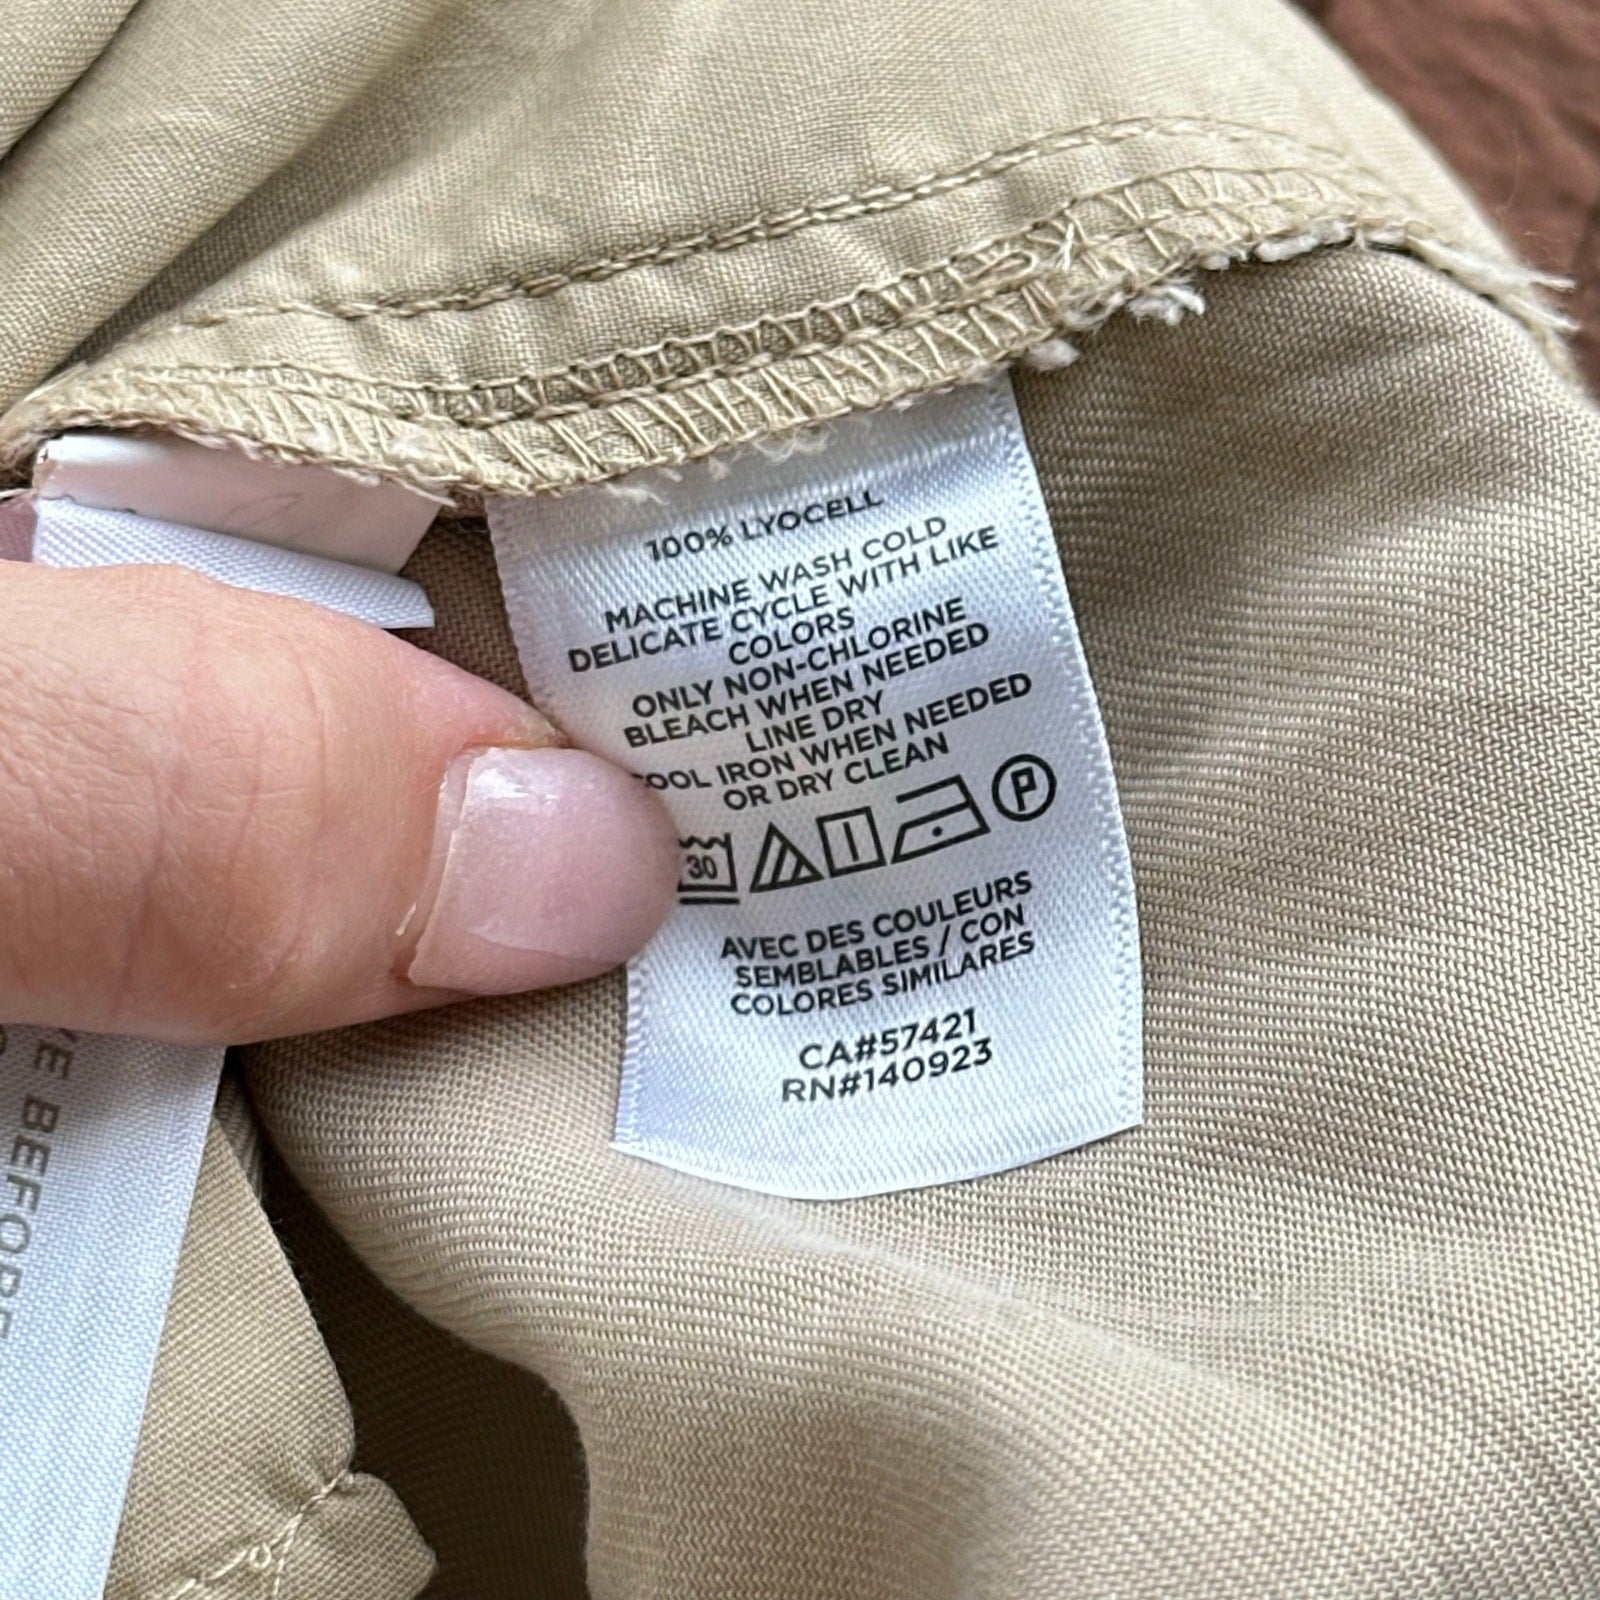 100% LYOCELL
MACHINE WASH COLD
DELICATE CYCLE WITH LIKE
COLORS
ONLY NON-CHLORINE
BLEACH WHEN NEEDED
LINE DRY
OOL IRON WHEN NEEDED
OR DRY CLEAN
30 P
AVEC DES COULEURS
SEMBLABLES / CON
COLORES SIMILARES
CA#57421
RN#140923
BEFORE